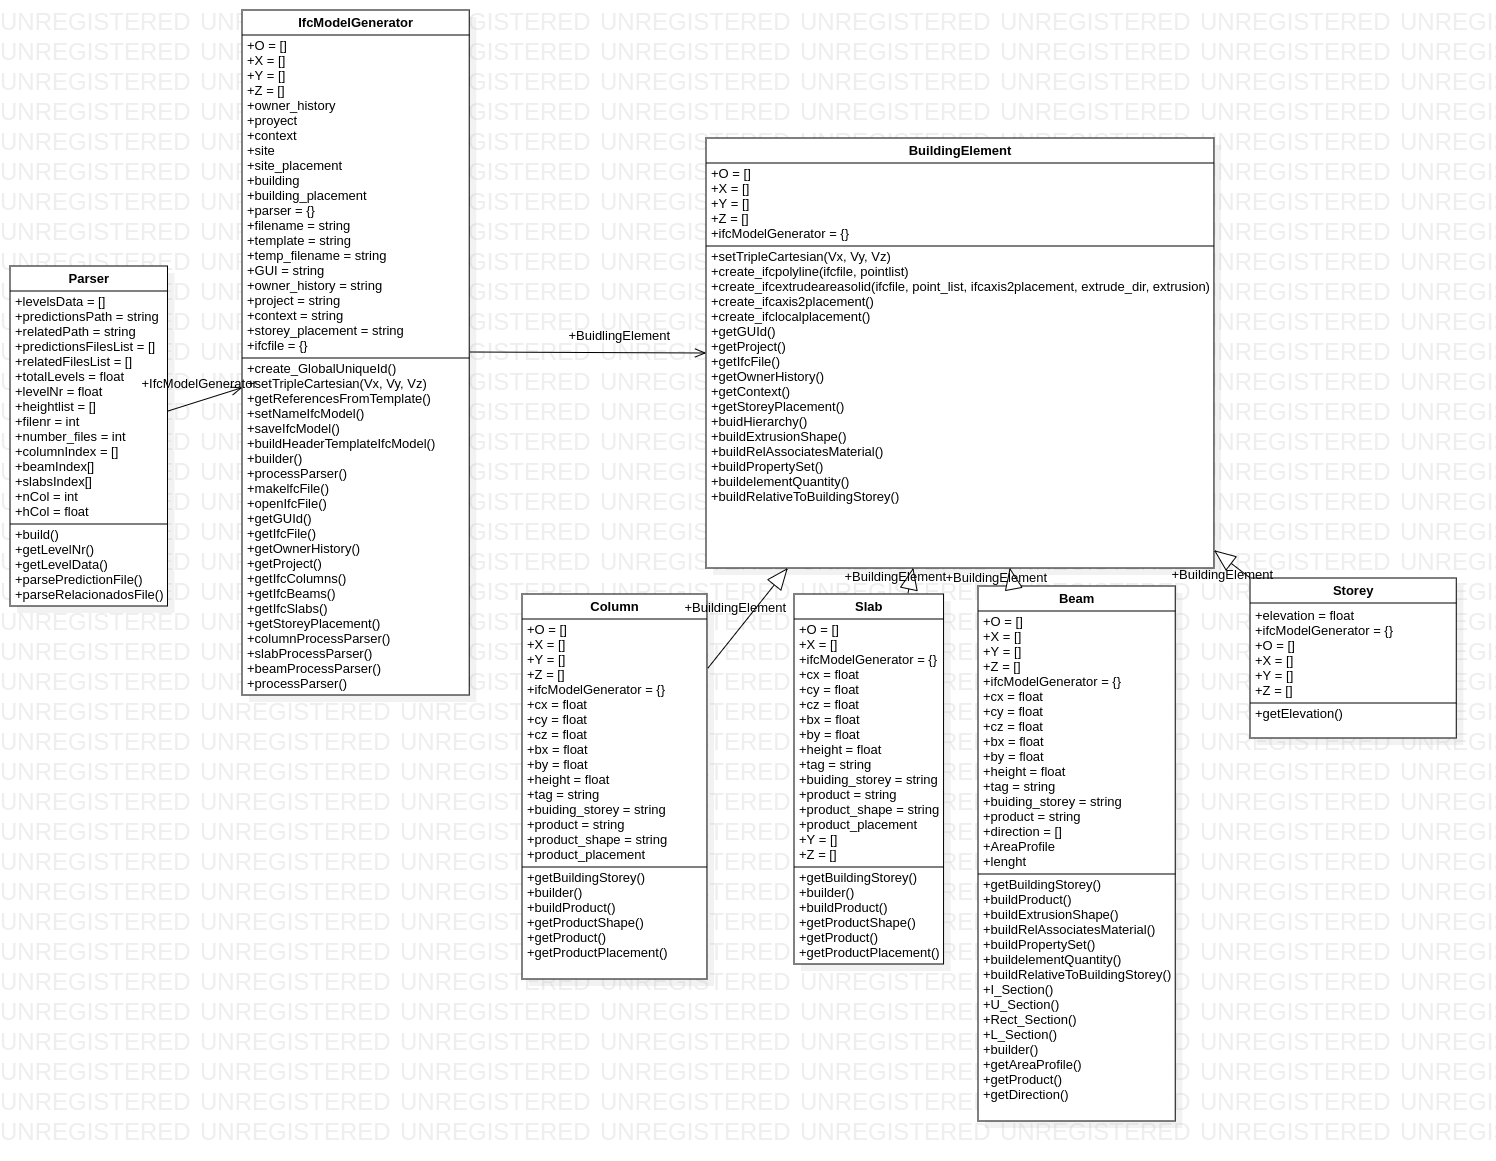 IfcModelGenerator
+O = []
+X = []
+Y = []
+Z = []
+owner_history
+proyect
+context
+site
+site_placement
+building
+building_placement
+parser = {}
+filename = string
+template = string
+temp_filename = string
+GUI = string
+owner_history = string
+project = string
+context = string
+storey_placement = string
+ifcfile = {}
+create_GlobalUniqueId()
+setTripleCartesian(Vx, Vy, Vz)
+getReferencesFromTemplate()
+setNameIfcModel()
+saveIfcModel()
+buildHeaderTemplateIfcModel()
+builder()
+processParser()
+makeIfcFile()
+openIfcFile()
+getGUId()
+getIfcFile()
+getOwnerHistory()
+getProject()
+getIfcColumns()
+getIfcBeams()
+getIfcSlabs()
+getStoreyPlacement()
+columnProcessParser()
+slabProcessParser()
+beamProcessParser()
+processParser()
Parser
+levelsData = []
+predictionsPath = string
+relatedPath = string
+predictionsFilesList = []
+relatedFilesList = []
+totalLevels = float
+levelNr = float
+heightlist = []
+filenr = int
+number_files = int
+columnIndex = []
+beamIndex[]
+slabsIndex[]
+nCol = int
+hCol = float
+build()
+getLevelNr()
+getLevelData()
+parsePredictionFile()
+parseRelacionadosFile()
+IfcModelGenerator
+BuidlingElement
BuildingElement
+O = []
+X = []
+Y = []
+Z = []
+ifcModelGenerator = {}
+setTripleCartesian(Vx, Vy, Vz)
+create_ifcpolyline(ifcfile, pointlist)
+create_ifcextrudeareasolid(ifcfile, point_list, ifcaxis2placement, extrude_dir, extrusion)
+create_ifcaxis2placement()
+create_ifclocalplacement()
+getGUId()
+getProject()
+getIfcFile()
+getOwnerHistory()
+getContext()
+getStoreyPlacement()
+buidHierarchy()
+buildExtrusionShape()
+buildRelAssociatesMaterial()
+buildPropertySet()
+buildelementQuantity()
+buildRelativeToBuildingStorey()
+BuildingElement
+BuildingElement
+BuildingElement
+BuildingElement
Column
+O = []
+X = []
+Y = []
+Z = []
+ifcModelGenerator = {}
+cx = float
+cy = float
+cz = float
+bx = float
+by = float
+height = float
+tag = string
+buiding_storey = string
+product = string
+product_shape = string
+product_placement
+getBuildingStorey()
+builder()
+buildProduct()
+getProductShape()
+getProduct()
+getProductPlacement()
Slab
+O = []
+X = []
+ifcModelGenerator = {}
+cx = float
+cy = float
+cz = float
+bx = float
+by = float
+height = float
+tag = string
+buiding_storey = string
+product = string
+product_shape = string
+product_placement
+Y = []
+Z = []
+getBuildingStorey()
+builder()
+buildProduct()
+getProductShape()
+getProduct()
+getProductPlacement()
Beam
+O = []
+X = []
+Y = []
+Z = []
+ifcModelGenerator = {}
+cx = float
+cy = float
+cz = float
+bx = float
+by = float
+height = float
+tag = string
+buiding_storey = string
+product = string
+direction = []
+AreaProfile
+lenght
+getBuildingStorey()
+buildProduct()
+buildExtrusionShape()
+buildRelAssociatesMaterial()
+buildPropertySet()
+buildelementQuantity()
+buildRelativeToBuildingStorey()
+I_Section()
+U_Section()
+Rect_Section()
+L_Section()
+builder()
+getAreaProfile()
+getProduct()
+getDirection()
Storey
+elevation = float
+ifcModelGenerator = {}
+O = []
+X = []
+Y = []
+Z = []
+getElevation()